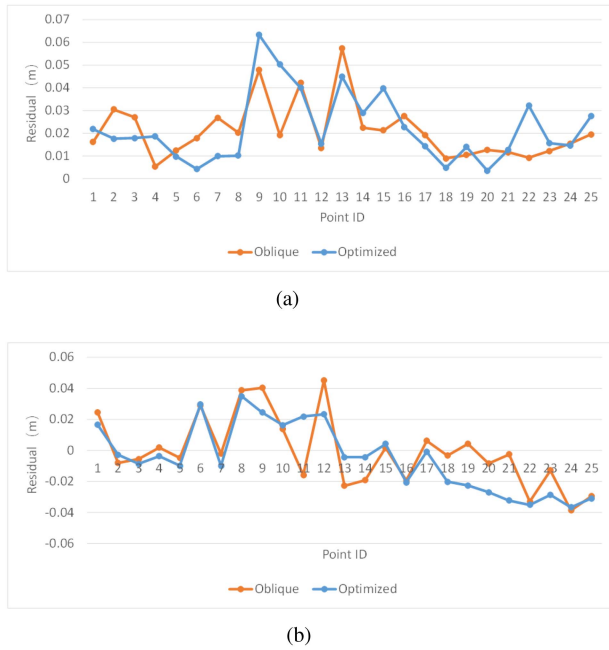 0.07
0.06
0.05
0.04
0.03
0.02
0.01
0
Residual (m)
1 2 3 4 5 6 7 8 9 10 11 12 13 14 15 16 17 18 19 20 21 22 23 24 25
Point ID
Oblique Optimized
(a)
0.06
0.04
0.02
0
-0.02
-0.04
-0.06
Residual (m)
1 2 3 4 5 6 7 8 9 10 11 12 13 14 15 16 17 18 19 20 21 22 23 24 25
Point ID
Oblique Optimized
(b)